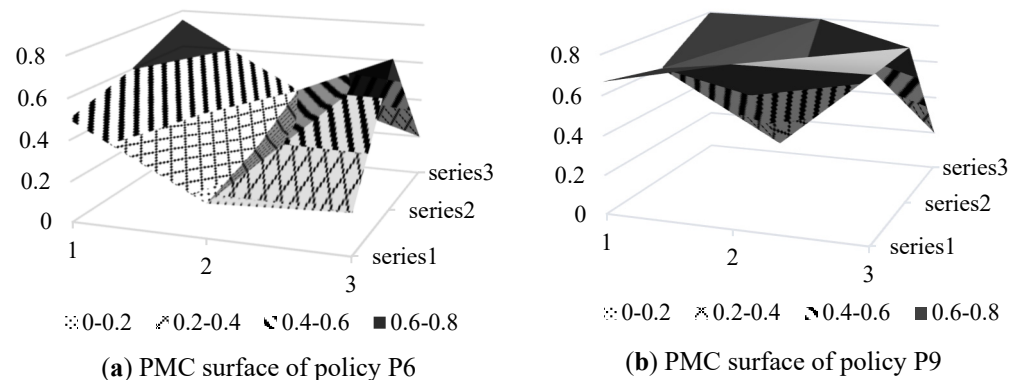 0.8
0.6
0.4
0.2
0
1
2
3
series3
series2
series1
0-0.2 0.2-0.4 0.4-0.6 0.6-0.8
(a) PMC surface of policy P6
0.8
0.6
0.4
0.2
0
1
2
3
series3
series2
series1
0-0.2 0.2-0.4 0.4-0.6 0.6-0.8
(b) PMC surface of policy P9